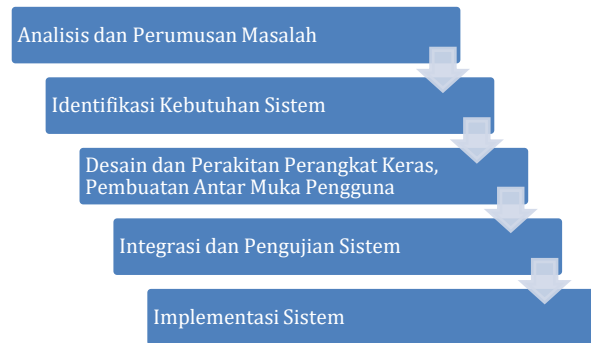 Analisis dan Perumusan Masalah
Identifikasi Kebutuhan Sistem
Desain dan Perakitan Perangkat Keras,
Pembuatan Antar Muka Pengguna
Integrasi dan Pengujian Sistem
Implementasi Sistem